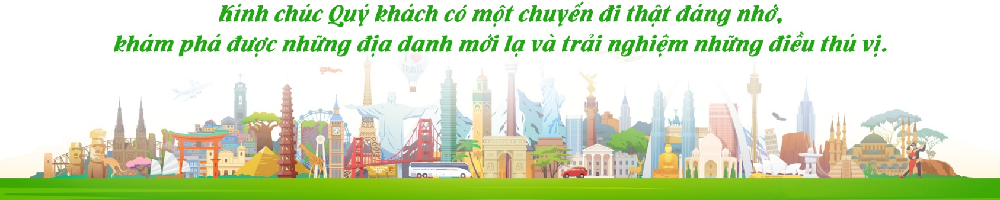 Kính chúc Quý khách có một chuyến đi thật đáng nhớ,
khám phá được những địa danh mới lạ và trải nghiệm những điều thú vị.
I
TRAVEL